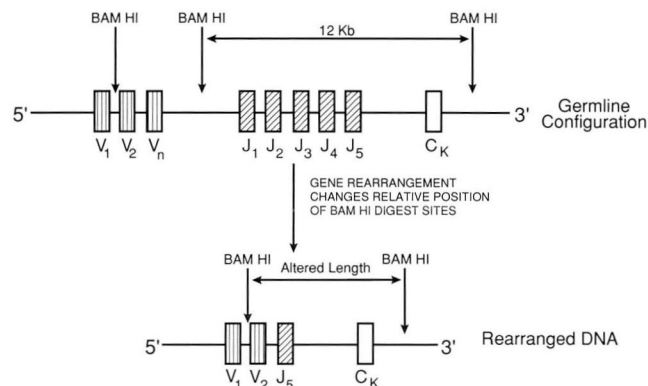 BAM HI BAM HI BAM HI
12 Kb
5' 3' Germline
Configuration
V1 V2 Vn J1 J2 J3 J4 J5 CK
GENE REARRANGEMENT
CHANGES RELATIVE POSITION
OF BAM HI DIGEST SITES
BAM HI BAM HI
Altered Length
5' 3' Rearranged DNA
V1 V2 J5 CK